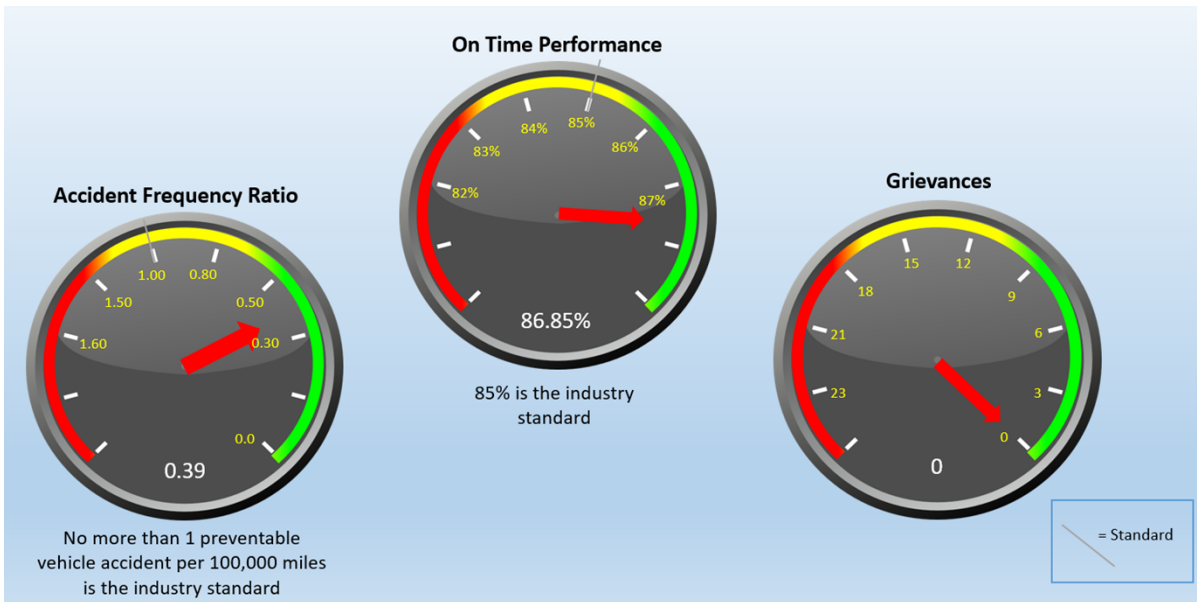 On Time Performance
82%
83%
84%
85%
86%
87%
86.85%
85% is the industry
standard
Accident Frequency Ratio
1.60
1.50
1.00
0.80
0.50
0.30
0.0
0.39
No more than 1 preventable
vehicle accident per 100,000 miles
is the industry standard
Grievances
23
21
18
15
12
9
6
3
0
0
= Standard